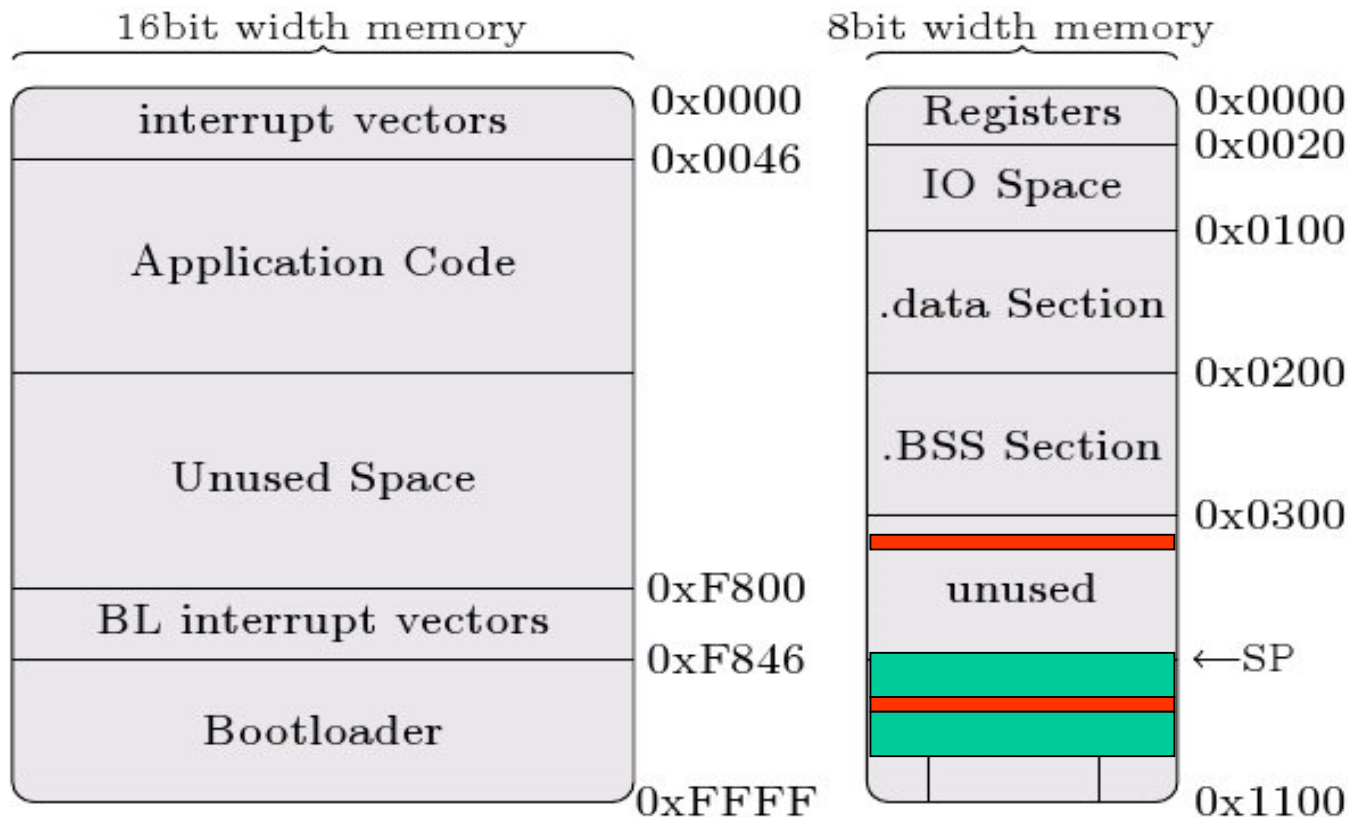 16bit width memory
interrupt vectors
0x0000
0x0046
Application Code
Unused Space
0xF800
BL interrupt vectors
0xF846
Bootloader
0xFFFF
8bit width memory
Registers
0x0000
0x0020
IO Space
0x0100
.data Section
0x0200
.BSS Section
0x0300
unused
←SP
0x1100